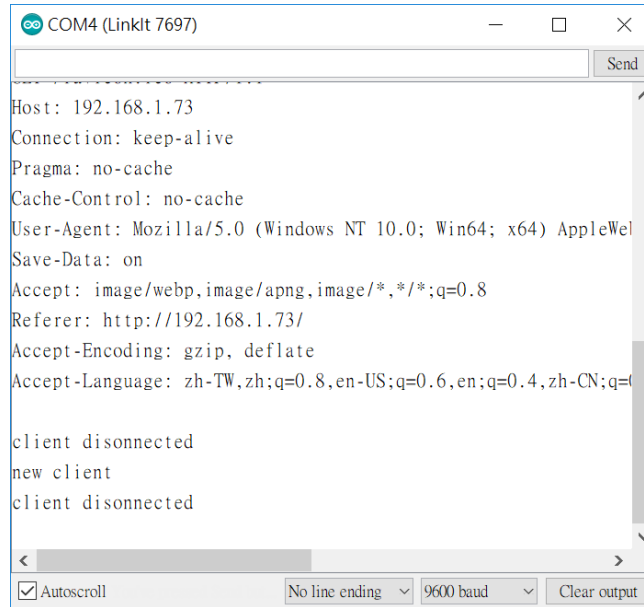 COM4 (LinkIt 7697)
Send
Host: 192.168.1.73
Connection: keep-alive
Pragma: no-cache
Cache-Control: no-cache
User-Agent: Mozilla/5.0 (Windows NT 10.0; Win64; x64)
Save-Data: on
Accept: image/webp,image/apng,image/*,*/*;q=0.8
Referer: http://192.168.1.73/
Accept-Encoding: gzip, deflate
Accept-Language: zh-TW,zh;q=0.8,en-US;q=0.6,en;q=0.4,zh-CN;
client disonnected
new client
client disonnected
Autoscroll
No line ending
9600 baud
Clear output